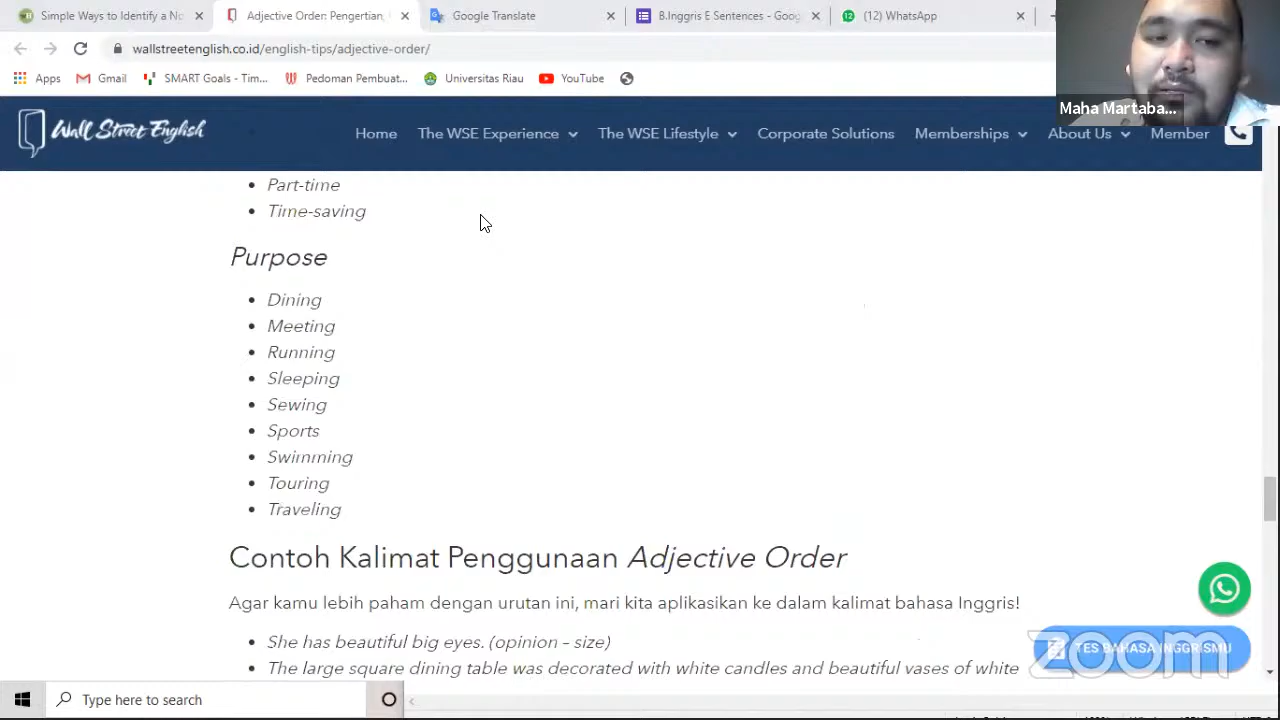 Simple Ways to Identify a No
Adjective Order: Pengertian,
Google Translate
B.Inggris E Sentences - Goog
(12) WhatsApp
wallstreetenglish.co.id/english-tips/adjective-order/
Apps
Gmail
SMART Goals - Tim...
Pedoman Pembuat...
Universitas Riau
YouTube
Maha Martaba...
Wall Street English
Home
The WSE Experience
The WSE Lifestyle
Corporate Solutions
Memberships
About Us
Member
Part-time
Time-saving
Purpose
Dining
Meeting
Running
Sleeping
Sewing
Sports
Swimming
Touring
Traveling
Contoh Kalimat Penggunaan Adjective Order
Agar kamu lebih paham dengan urutan ini, mari kita aplikasikan ke dalam kalimat bahasa Inggris!
She has beautiful big eyes. (opinion – size)
The large square dining table was decorated with white candles and beautiful vases of white
TES BAHASA INGGRISMU
zoom
Type here to search